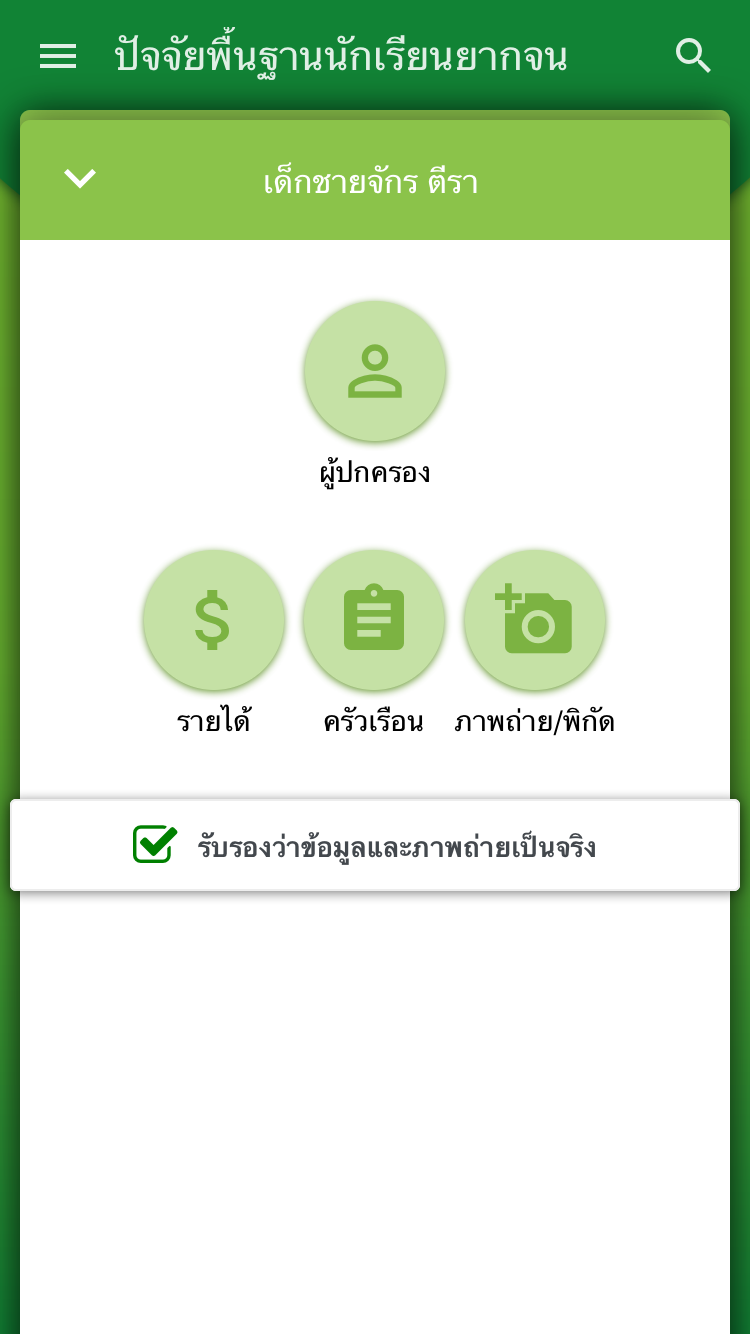 ปัจจัยพื้นฐานนักเรียนยากจน
เด็กชายจักร ตีรา
ผู้ปกครอง
รายได้ ครัวเรือน ภาพถ่าย/พิกัด
รับรองว่าข้อมูลและภาพถ่ายเป็นจริง